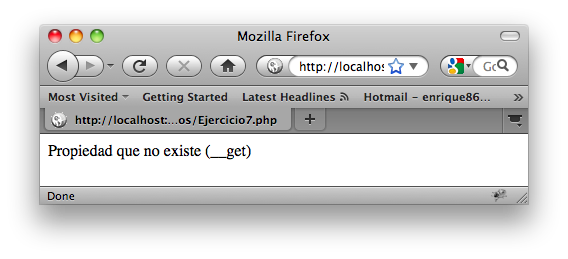 Mozilla Firefox
http://localhos
Most Visited Getting Started Latest Headlines Hotmail – enrique86... »
http://localhost:...os/Ejercicio7.php
Propiedad que no existe (__get)
Done